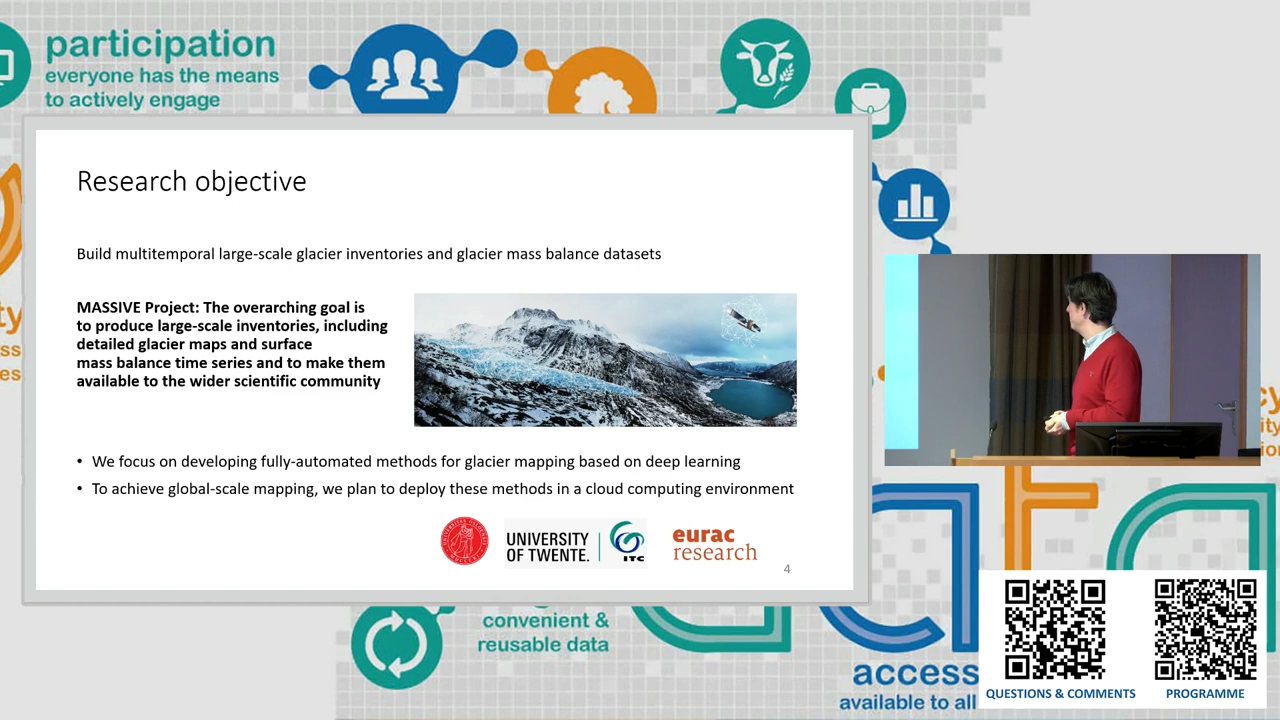 participation
everyone has the means
to actively engage
Research objective
Build multitemporal large-scale glacier inventories and glacier mass balance datasets
MASSIVE Project: The overarching goal is
to produce large-scale inventories, including
detailed glacier maps and surface
mass balance time series and to make them
available to the wider scientific community
• We focus on developing fully-automated methods for glacier mapping based on deep learning
• To achieve global-scale mapping, we plan to deploy these methods in a cloud computing environment
UNIVERSITY
OF TWENTE.
ITC
eurac
research
4
convenient &
reusable data
access
available to all
QUESTIONS & COMMENTS
PROGRAMME